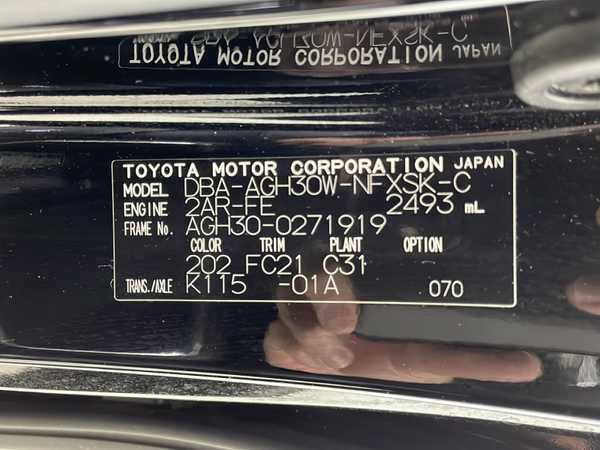 TOYOTA MOTOR CORPORATION JAPAN
MODEL DBA-AGH30W-NFXSK-C
ENGINE 2AR-FE 2493 mL
FRAME No. AGH30-0271919
COLOR TRIM PLANT OPTION
202 FC21 C31
TRANS./AXLE K115 -01A 070